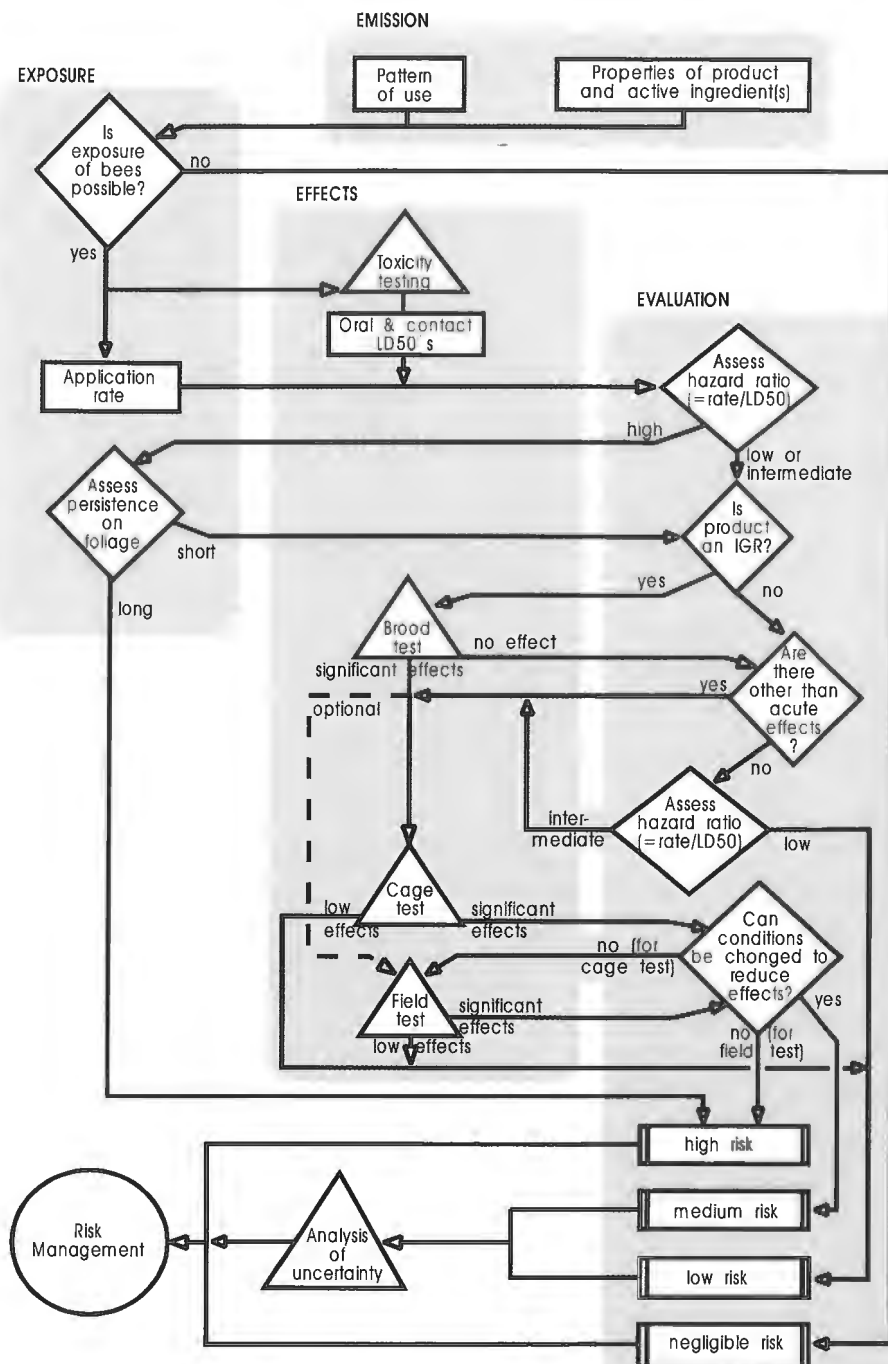 EMISSION
Pattern
of use
Properties of product
and active ingredient(s)
EXPOSURE
Is
exposure
of bees
possible?
no
yes
EFFECTS
Toxicity
testing
Oral & contact
LD50's
Application
rate
EVALUATION
Assess
hazard ratio
(=rate/LD50)
high
low or
intermediate
Assess
persistence
on
foliage
short
long
Is
product
an IGR?
yes
no
Brood
test
no effect
significant effects
Are
there
other than
acute
effects
?
yes
optional
no
Assess
hazard ratio
(=rate/LD50)
inter-
mediate
low
Cage
test
low
effects
significant
effects
Can
conditions
be changed to
reduce
effects?
no (for
cage test)
yes
Field
test
significant
effects
low effects
no (for
field test)
high risk
medium risk
low risk
negligible risk
Analysis
of
uncertainty
Risk
Management